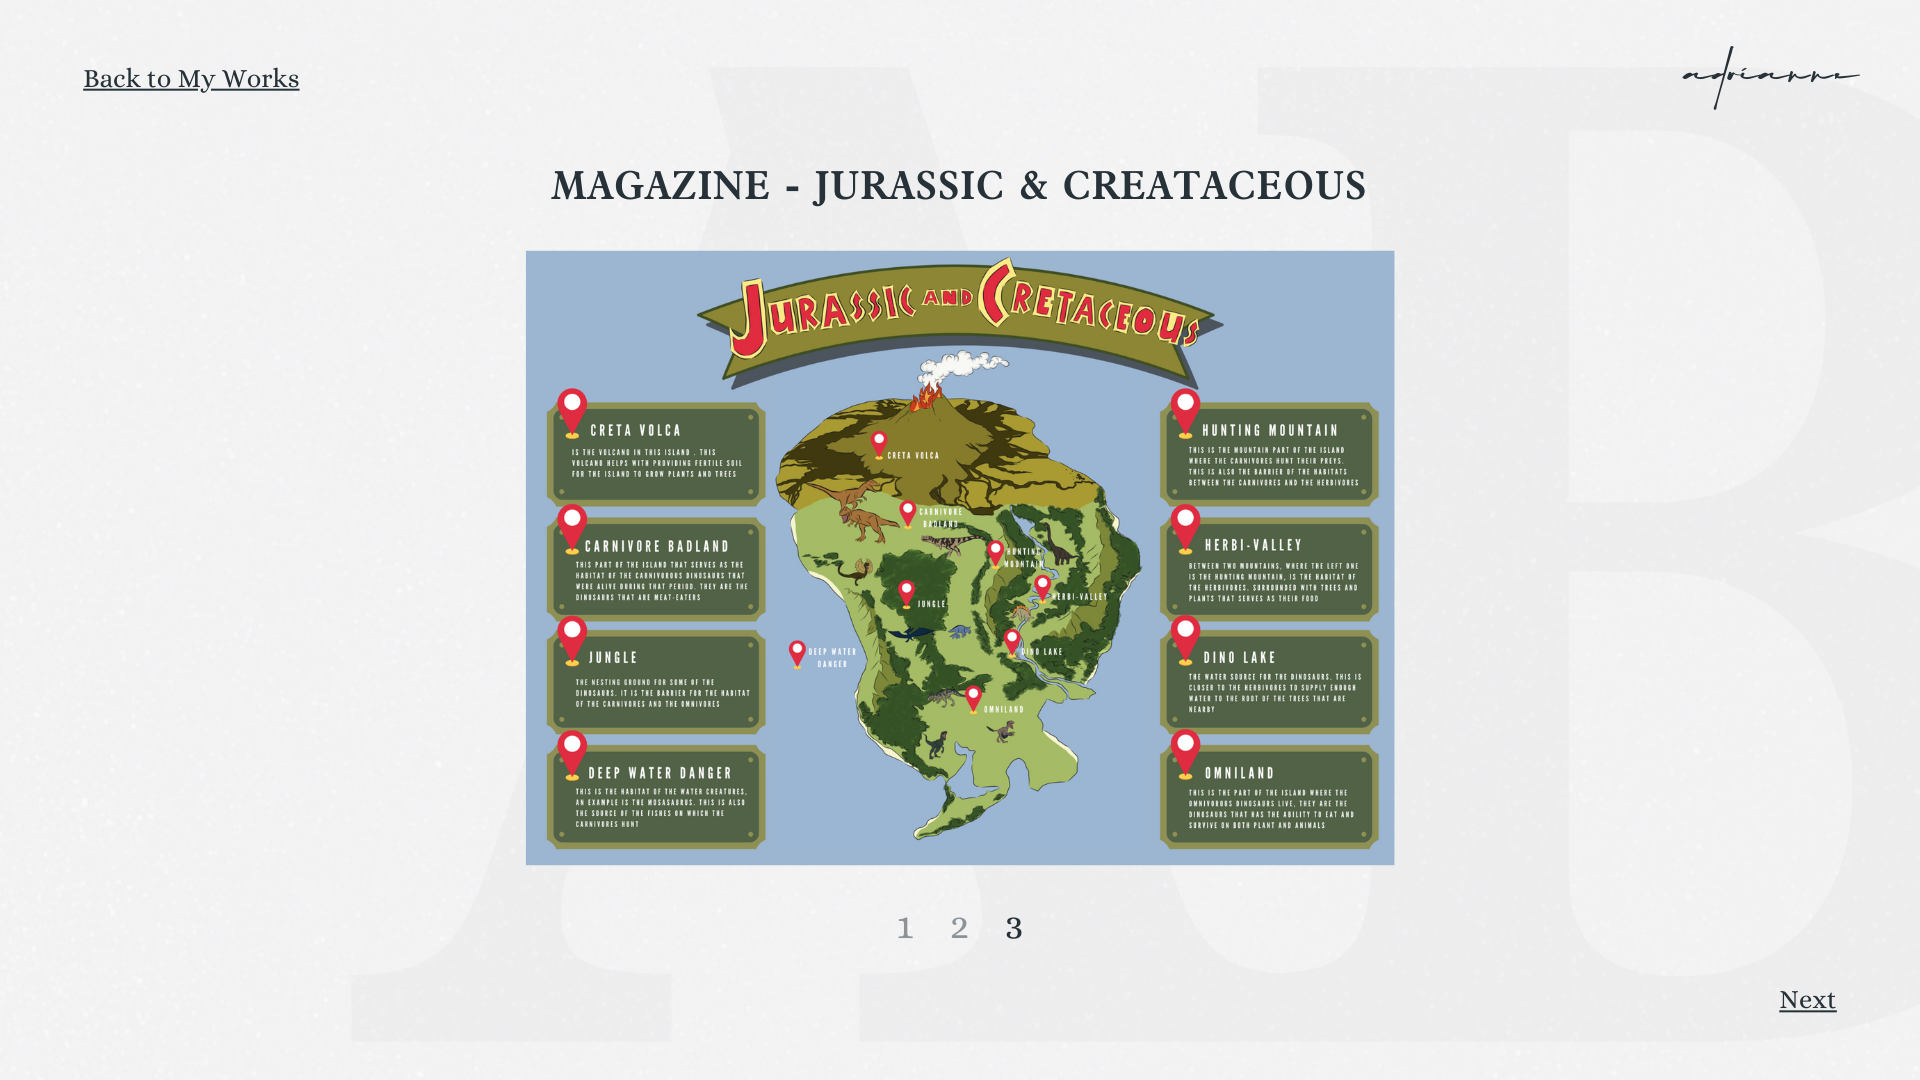 Back to My Works
adrianne
MAGAZINE - JURASSIC & CREATACEOUS
JURASSIC AND CRETACEOUS
CRETA VOLCA
IS THE VOLCANO IN THIS ISLAND . THIS
VOLCANO HELPS WITH PROVIDING FERTILE SOIL
FOR THE ISLAND TO GROW PLANTS AND TREES
CARNIVORE BADLAND
THIS PART OF THE ISLAND THAT SERVES AS THE
HABITAT OF THE CARNIVOROUS DINOSAURS THAT
WERE ALIVE DURING THAT PERIOD. THEY ARE THE
DINOSAURS THAT ARE MEAT-EATERS
JUNGLE
THE NESTING GROUND FOR SOME OF THE
DINOSAURS. IT IS THE BARRIER FOR THE HABITAT
OF THE CARNIVORES AND THE OMNIVORES
DEEP WATER DANGER
THIS IS THE HABITAT OF THE WATER CREATURES,
AN EXAMPLE IS THE MOSASAUROS. THIS IS ALSO
THE SOURCE OF THE FISHES ON WHICH THE
CARNIVORES HUNT
CRETA VOLCA
CARNIVORE
BADLAND
HUNTING
MOUNTAIN
HERBI-VALLEY
JUNGLE
DEEP WATER
DANGER
DINO LAKE
OMNILAND
HUNTING MOUNTAIN
THIS IS THE MOUNTAIN PART OF THE ISLAND
WHERE THE CARNIVORES HUNT THEIR PREYS.
THIS IS ALSO THE BARRIER OF THE HABITATS
BETWEEN THE CARNIVORES AND THE HERBIVORES
HERBI-VALLEY
BETWEEN TWO MOUNTAINS, WHERE THE LEFT ONE
IS THE HUNTING MOUNTAIN, IS THE HABITAT OF
THE HERBIVORES. SURROUNDED WITH TREES AND
PLANTS THAT SERVES AS THEIR FOOD
DINO LAKE
THE WATER SOURCE FOR THE DINOSAURS. THIS IS
CLOSER TO THE HERBIVORES TO SUPPLY ENOUGH
WATER TO THE ROOT OF THE TREES THAT ARE
NEARBY
OMNILAND
THIS IS THE PART OF THE ISLAND WHERE THE
OMNIVOROUS DINOSAURS LIVE, THEY ARE THE
DINOSAURS THAT HAS THE ABILITY TO EAT AND
SURVIVE ON BOTH PLANT AND ANIMALS
1 2 3
Next